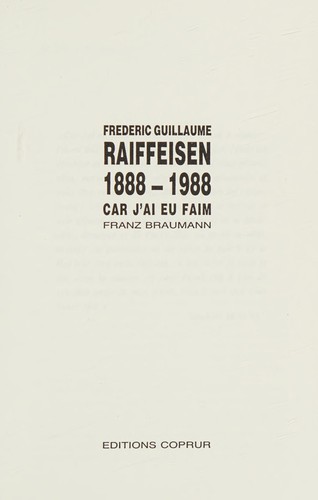 FREDERIC GUILLAUME
RAIFFEISEN
1888 – 1988
CAR J'AI EU FAIM
FRANZ BRAUMANN
EDITIONS COPRUR